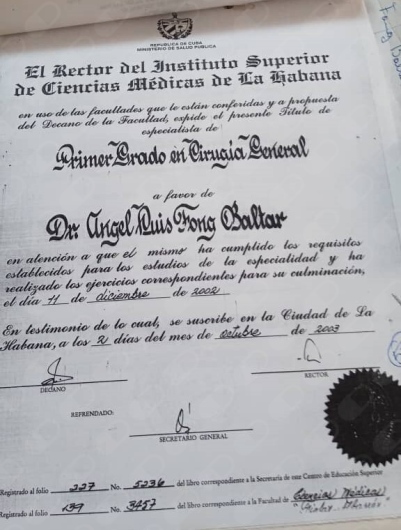 REPUBLICA DE CUBA
MINISTERIO DE SALUD PUBLICA
El Rector del Instituto Superior
de Ciencias Médicas de La Habana
en uso de las facultades que le están conferidas y a propuesta
del Decano de la Facultad, expide el presente Título de
especialista de
Primer Grado en Cirugía General
a favor de
Dr. Angel Luis Fong Baltar
en atención a que el mismo ha cumplido los requisitos
establecidos para los estudios de la especialidad y ha
realizado los ejercicios correspondientes para su culminación,
el día 11 de diciembre de 2002
En testimonio de lo cual, se suscribe en la Ciudad de La
Habana, a los 2 días del mes de octubre de 2003
DECANO
RECTOR
REFRENDADO:
SECRETARIO GENERAL
Registrado al folio 227 No. 5236 del libro correspondiente a la Secretaría de este Centro de Educación Superior
Registrado al folio 139 No. 3457 del libro correspondiente a la Facultad de Ciencias Médicas
Fong